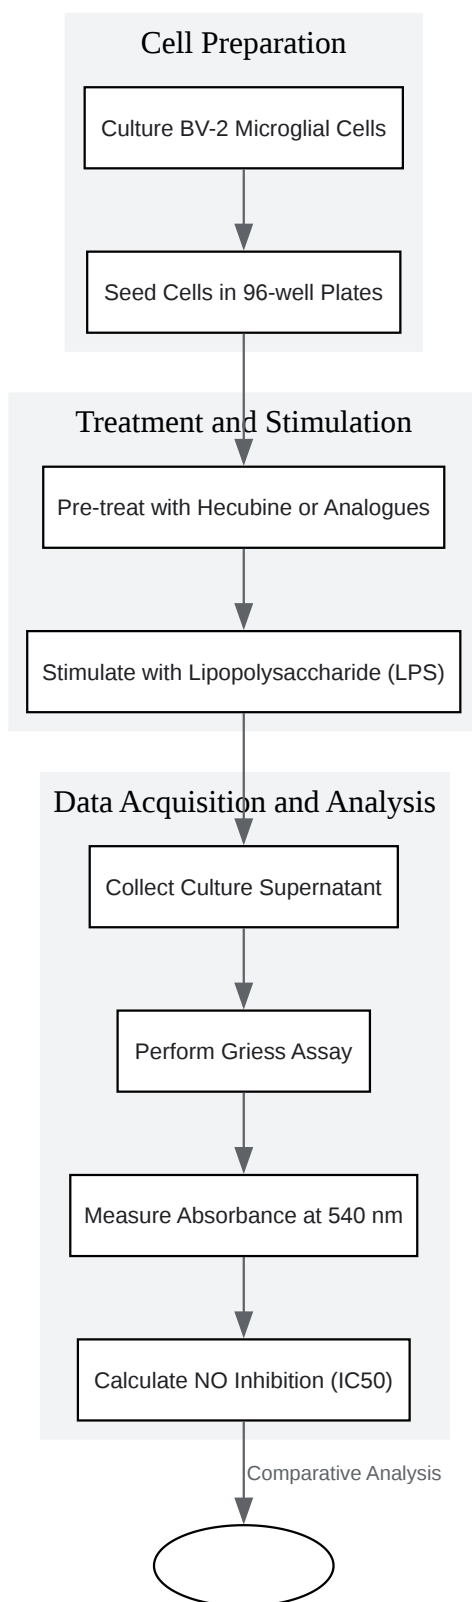 Cell Preparation
Culture BV-2 Microglial Cells
Seed Cells in 96-well Plates
Treatment and Stimulation
Pre-treat with Hecubine or Analogues
Stimulate with Lipopolysaccharide (LPS)
Data Acquisition and Analysis
Collect Culture Supernatant
Perform Griess Assay
Measure Absorbance at 540 nm
Calculate NO Inhibition (IC50)
Comparative Analysis